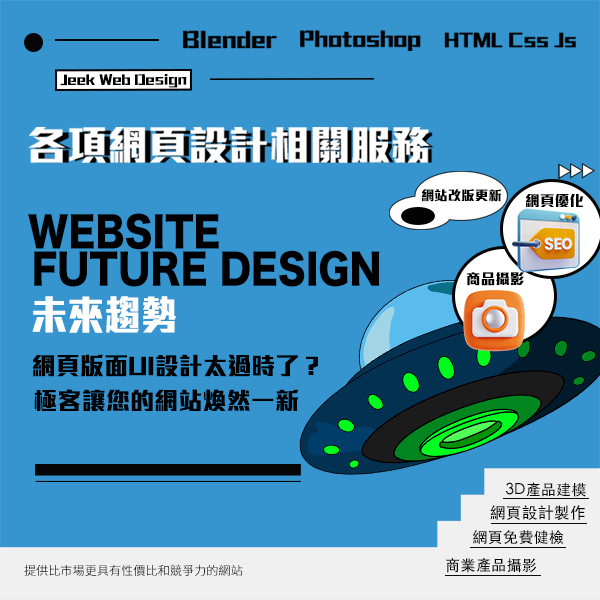 Blender Photoshop HTML Css Js
Jeek Web Design
各項網頁設計相關服務
網站改版更新
網頁優化
SEO
WEBSITE
FUTURE DESIGN
商品攝影
未來趨勢
網頁版面UI設計太過時了？
極客讓您的網站煥然一新
3D產品建模
網頁設計製作
網頁免費健檢
商業產品攝影
提供比市場更具有性價比和競爭力的網站